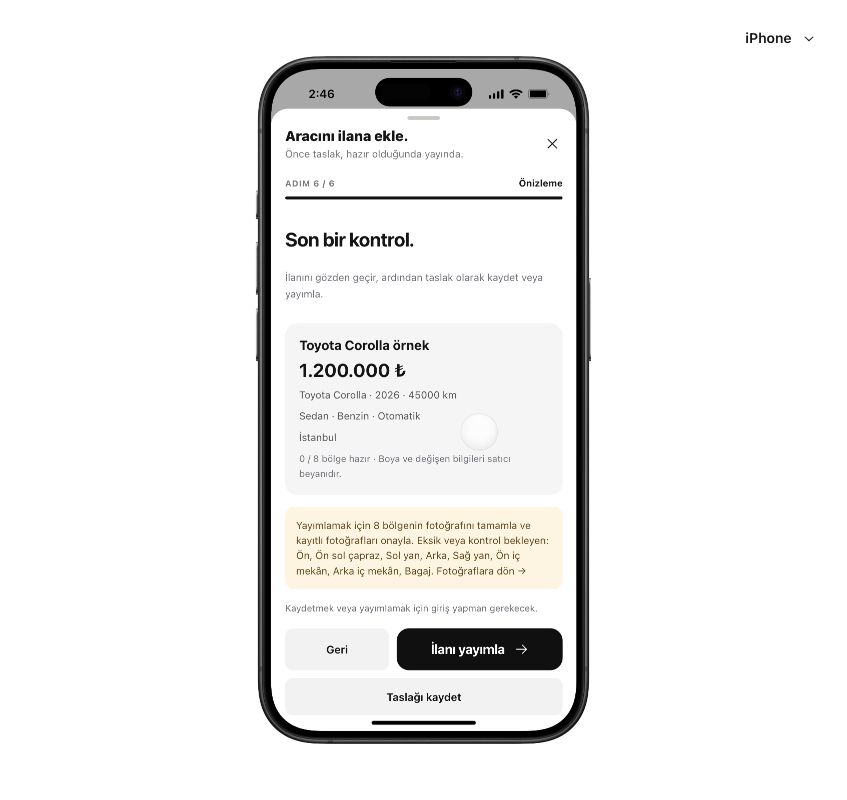 iPhone
2:46
Aracını ilana ekle.
Önce taslak, hazır olduğunda yayında.
ADIM 6 / 6
Önizleme
Son bir kontrol.
İlanını gözden geçir, ardından taslak olarak kaydet veya
yayımla.
Toyota Corolla örnek
1.200.000 ₺
Toyota Corolla · 2026 · 45000 km
Sedan · Benzin · Otomatik
İstanbul
0 / 8 bölge hazır · Boya ve değişen bilgileri satıcı
beyanıdır.
Yayımlamak için 8 bölgenin fotoğrafını tamamla ve
kayıtlı fotoğrafları onayla. Eksik veya kontrol bekleyen:
Ön, Ön sol çapraz, Sol yan, Arka, Sağ yan, Ön iç
mekân, Arka iç mekân, Bagaj. Fotoğraflara dön →
Kaydetmek veya yayımlamak için giriş yapman gerekecek.
Geri
İlanı yayımla →
Taslağı kaydet